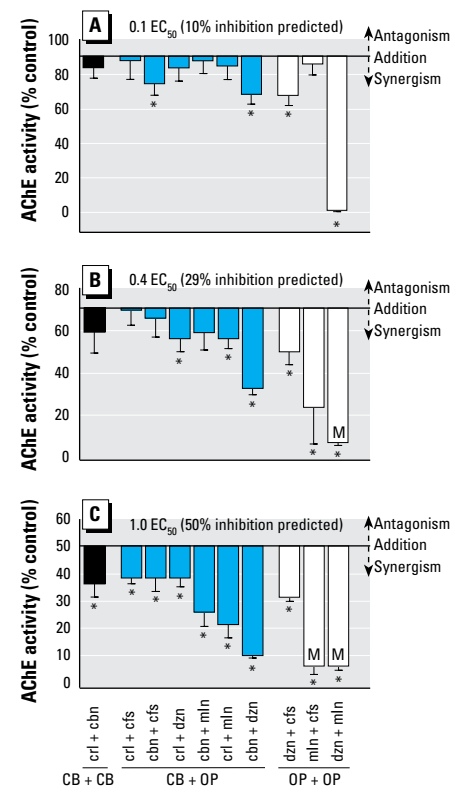 A
0.1 EC50 (10% inhibition predicted)
AChE activity (% control)
100
80
60
40
20
0
Antagonism
Addition
Synergism
*
*
*
*
B
0.4 EC50 (29% inhibition predicted)
AChE activity (% control)
80
60
40
20
0
Antagonism
Addition
Synergism
*
*
*
*
*
M
*
C
1.0 EC50 (50% inhibition predicted)
AChE activity (% control)
60
50
40
30
20
10
0
Antagonism
Addition
Synergism
*
*
*
*
*
*
*
*
M
*
M
*
crl + cbn
crl + cfs
cbn + cfs
crl + dzn
cbn + mln
crl + mln
cbn + dzn
dzn + cfs
mln + cfs
dzn + mln
CB + CB
CB + OP
OP + OP